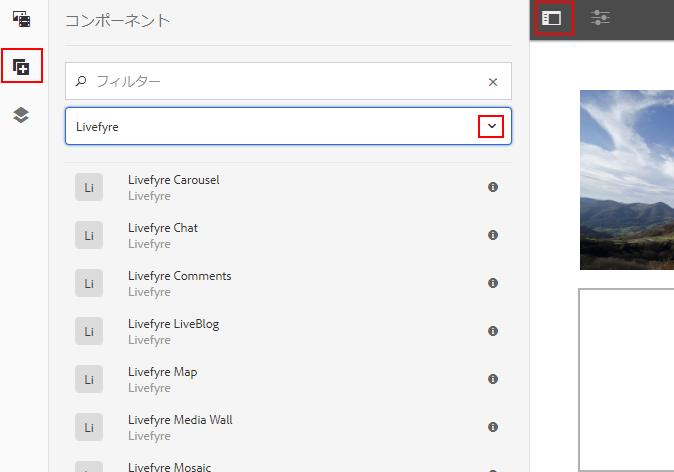 コンポーネント
フィルター
Livefyre
Li
Livefyre Carousel
Livefyre
Li
Livefyre Chat
Livefyre
Li
Livefyre Comments
Livefyre
Li
Livefyre LiveBlog
Livefyre
Li
Livefyre Map
Livefyre
Li
Livefyre Media Wall
Livefyre
Livefyre Mosaic